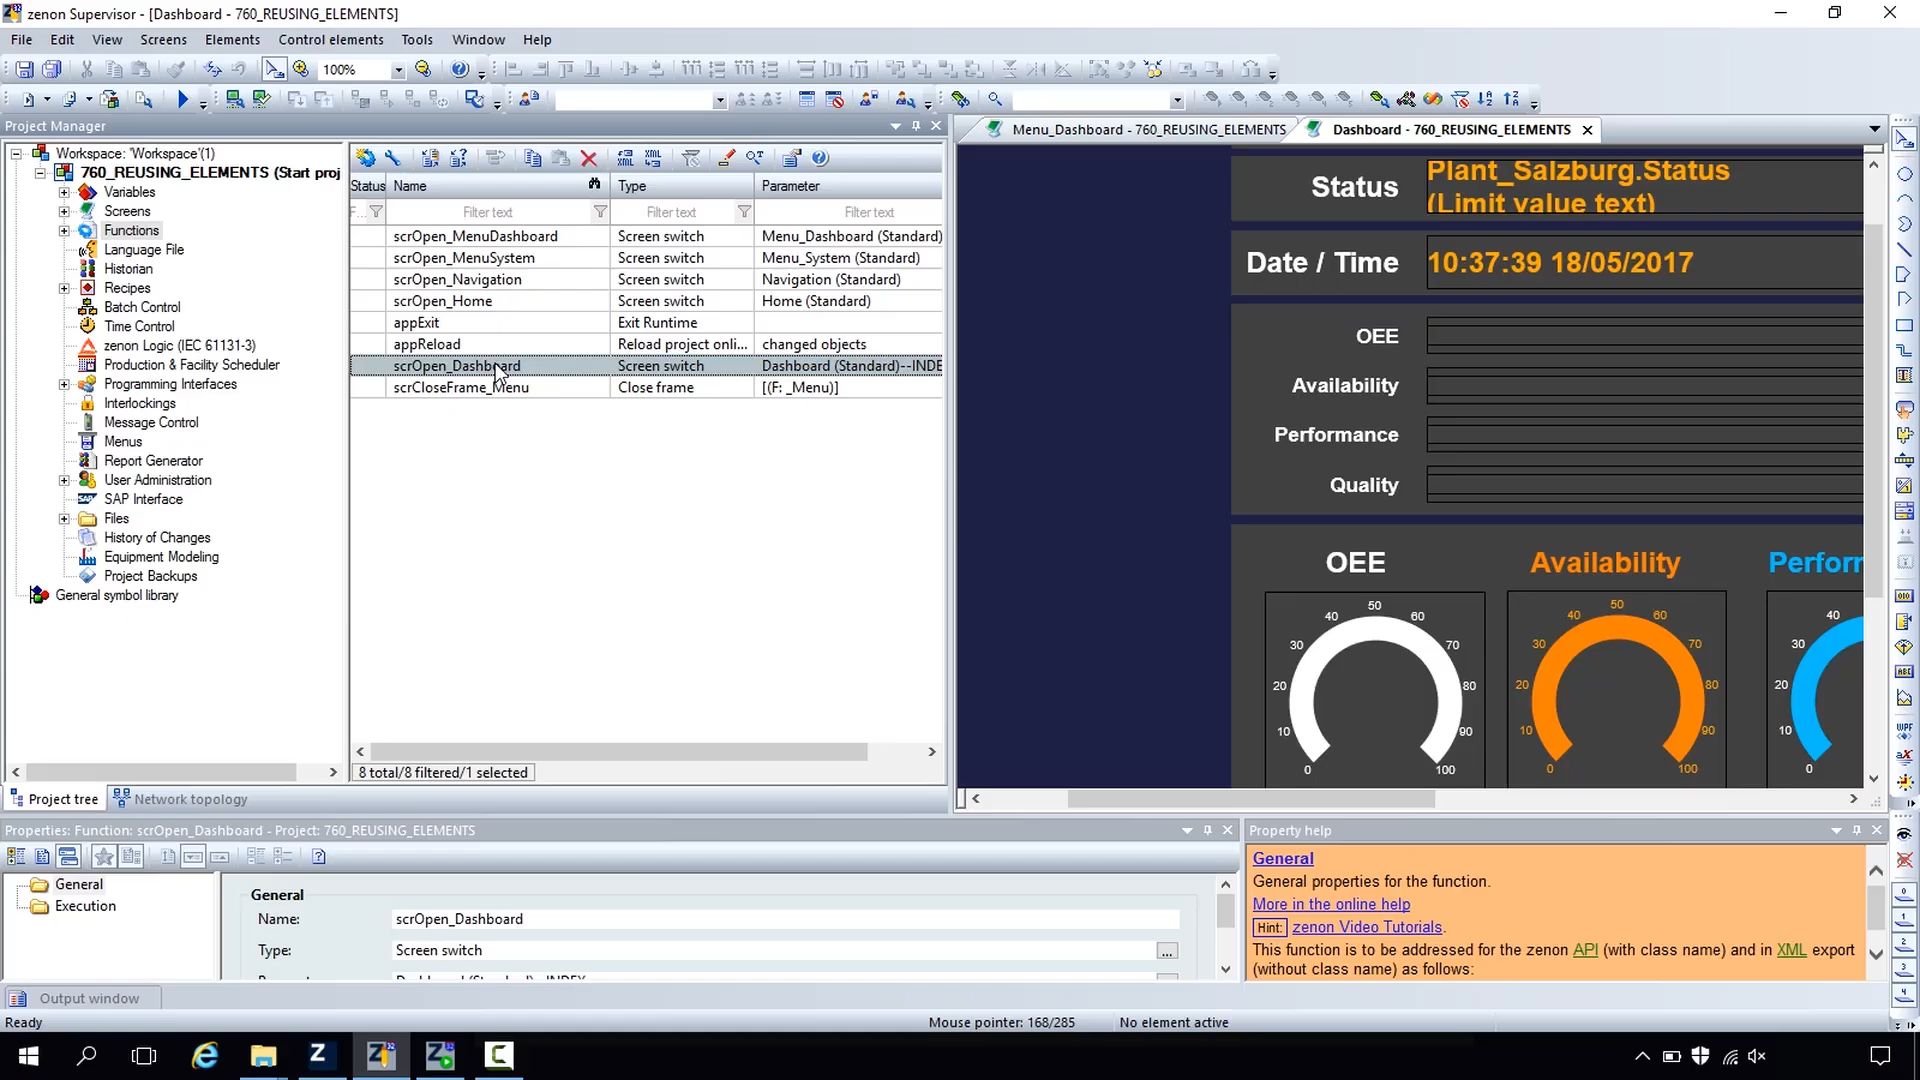 zenon Supervisor - [Dashboard - 760_REUSING_ELEMENTS]
File Edit View Screens Elements Control elements Tools Window Help
100%
Project Manager
Workspace: 'Workspace'(1)
760_REUSING_ELEMENTS (Start proj
Variables
Screens
Functions
Language File
Historian
Recipes
Batch Control
Time Control
zenon Logic (IEC 61131-3)
Production & Facility Scheduler
Programming Interfaces
Interlockings
Message Control
Menus
Report Generator
User Administration
SAP Interface
Files
History of Changes
Equipment Modeling
Project Backups
General symbol library
Project tree
Network topology
Status Name Type Parameter
F... Filter text Filter text Filter text
scrOpen_MenuDashboard Screen switch Menu_Dashboard (Standard)
scrOpen_MenuSystem Screen switch Menu_System (Standard)
scrOpen_Navigation Screen switch Navigation (Standard)
scrOpen_Home Screen switch Home (Standard)
appExit Exit Runtime
appReload Reload project onli... changed objects
scrOpen_Dashboard Screen switch Dashboard (Standard)--INDE
scrCloseFrame_Menu Close frame [(F: _Menu)]
8 total/8 filtered/1 selected
Menu_Dashboard - 760_REUSING_ELEMENTS
Dashboard - 760_REUSING_ELEMENTS
Status
Plant_Salzburg.Status
(Limit value text)
Date / Time
10:37:39 18/05/2017
OEE
Availability
Performance
Quality
OEE
0 10 20 30 40 50 60 70 80 90 100
Availability
0 10 20 30 40 50 60 70 80 90 100
Perforr
0 10 20 30 40
Properties: Function: scrOpen_Dashboard - Project: 760_REUSING_ELEMENTS
General
Execution
General
Name: scrOpen_Dashboard
Type: Screen switch
...
Property help
General
General properties for the function.
More in the online help
Hint: zenon Video Tutorials.
This function is to be addressed for the zenon API (with class name) and in XML export
(without class name) as follows:
Output window
Ready
Mouse pointer: 168/285
No element active